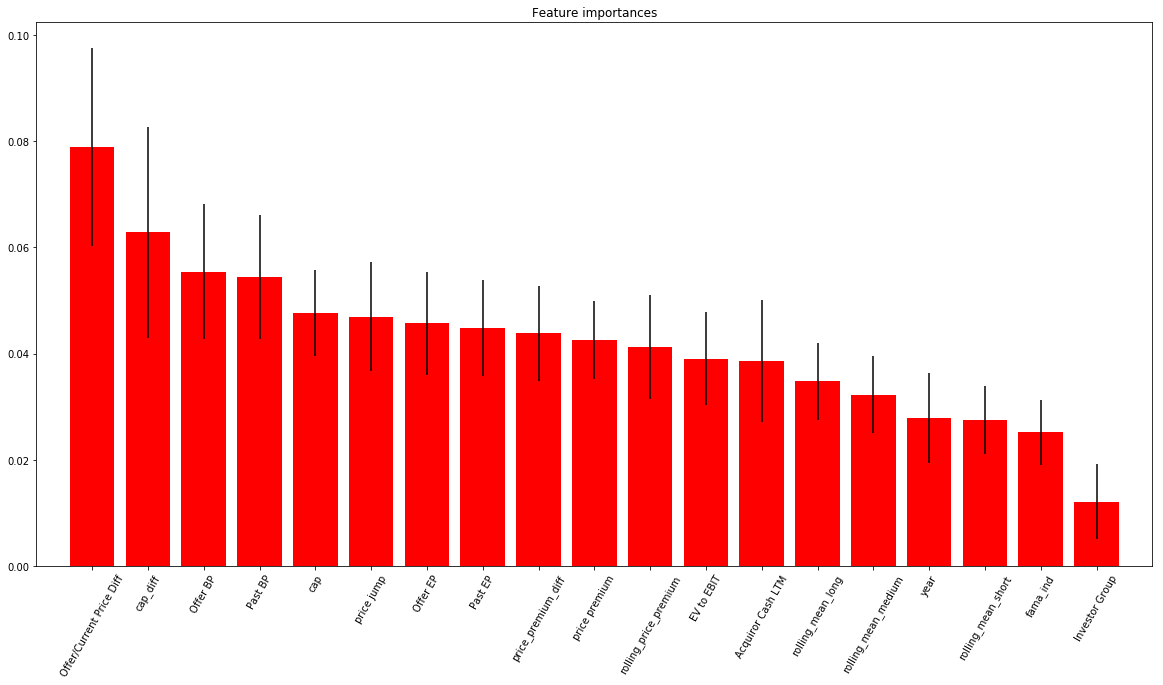 Feature importances
0.10
0.08
0.06
0.04
0.02
0.00
Offer/Current Price Diff
cap_diff
Offer BP
Past BP
cap
price jump
Offer EP
Past EP
price_premium_diff
price premium
rolling_price_premium
EV to EBIT
Acquiror Cash LTM
rolling_mean_long
rolling_mean_medium
year
rolling_mean_short
fama_ind
Investor Group